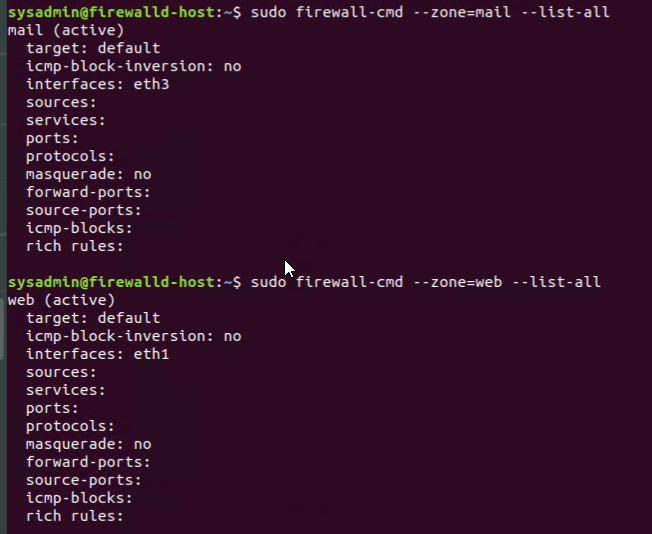 sysadmin@firewalld-host:~$ sudo firewall-cmd --zone=mail --list-all
mail (active)
  target: default
  icmp-block-inversion: no
  interfaces: eth3
  sources:
  services:
  ports:
  protocols:
  masquerade: no
  forward-ports:
  source-ports:
  icmp-blocks:
  rich rules:

sysadmin@firewalld-host:~$ sudo firewall-cmd --zone=web --list-all
web (active)
  target: default
  icmp-block-inversion: no
  interfaces: eth1
  sources:
  services:
  ports:
  protocols:
  masquerade: no
  forward-ports:
  source-ports:
  icmp-blocks:
  rich rules: